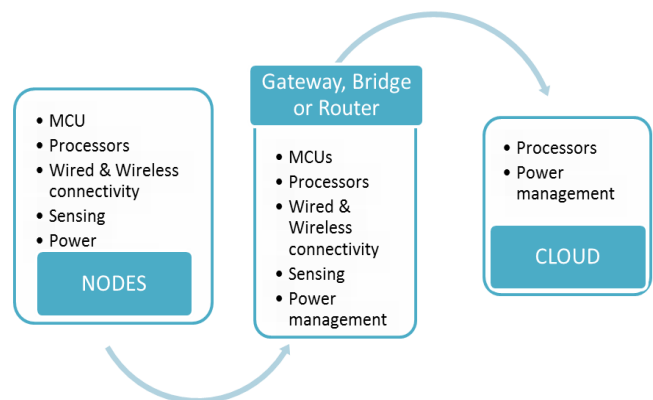 • MCU
• Processors
• Wired & Wireless
connectivity
• Sensing
• Power
NODES
Gateway, Bridge
or Router
• MCUs
• Processors
• Wired &
Wireless
connectivity
• Sensing
• Power
management
• Processors
• Power
management
CLOUD